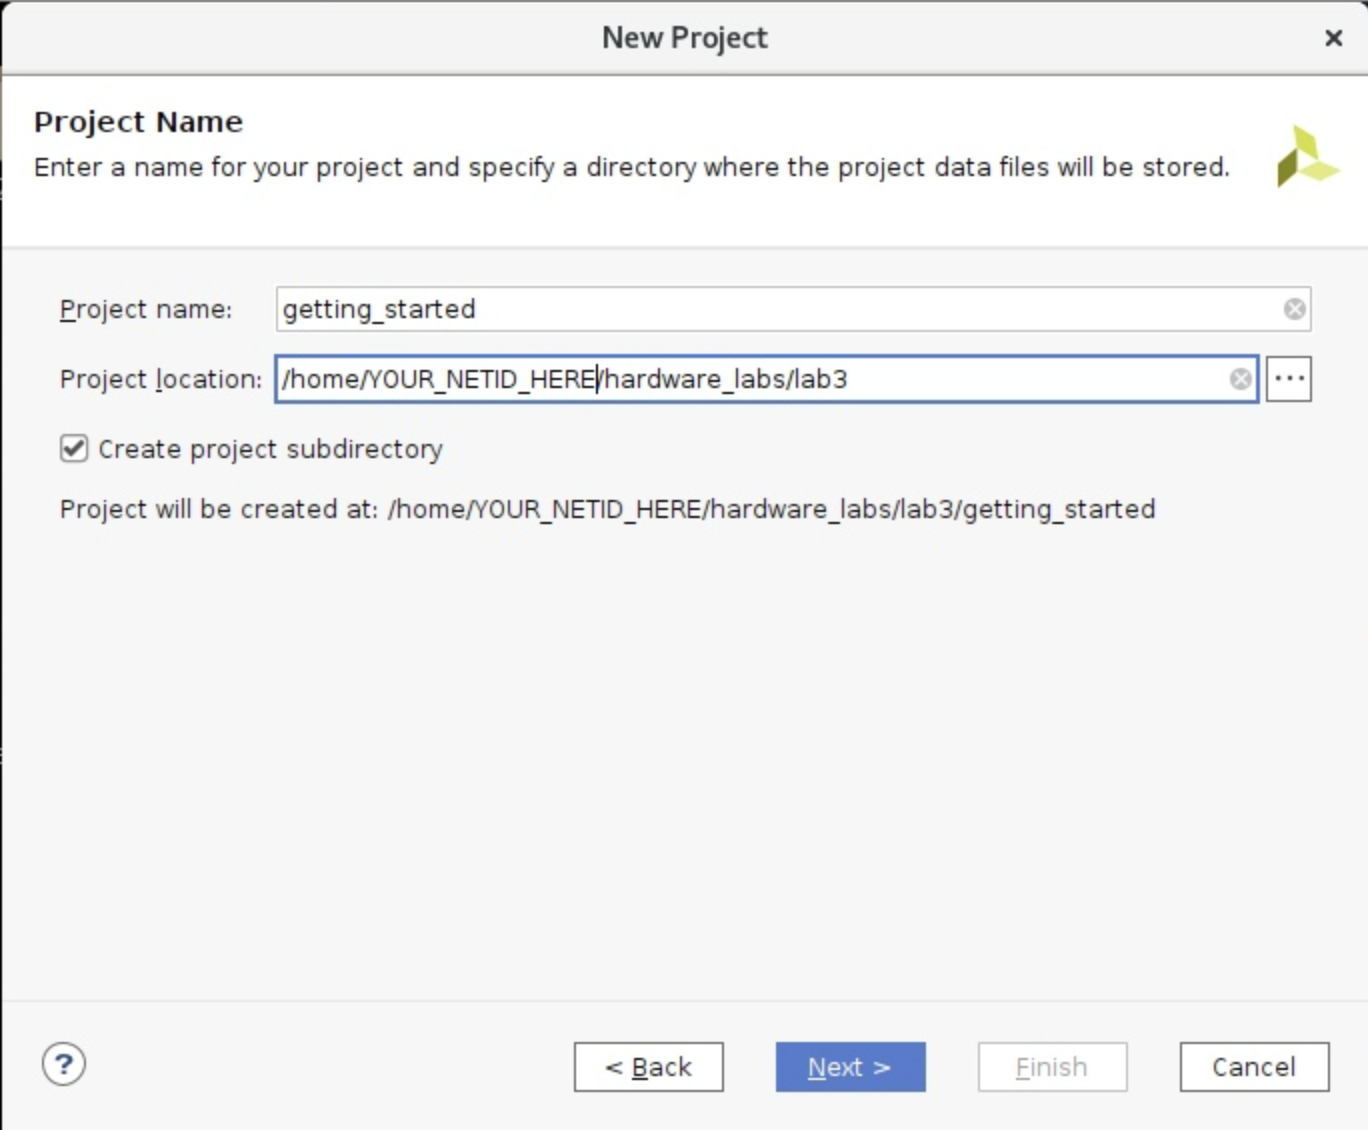 New Project
Project Name
Enter a name for your project and specify a directory where the project data files will be stored.
Project name: getting_started
Project location: /home/YOUR_NETID_HERE/hardware_labs/lab3 ...
Create project subdirectory
Project will be created at: /home/YOUR_NETID_HERE/hardware_labs/lab3/getting_started
? < Back Next > Finish Cancel